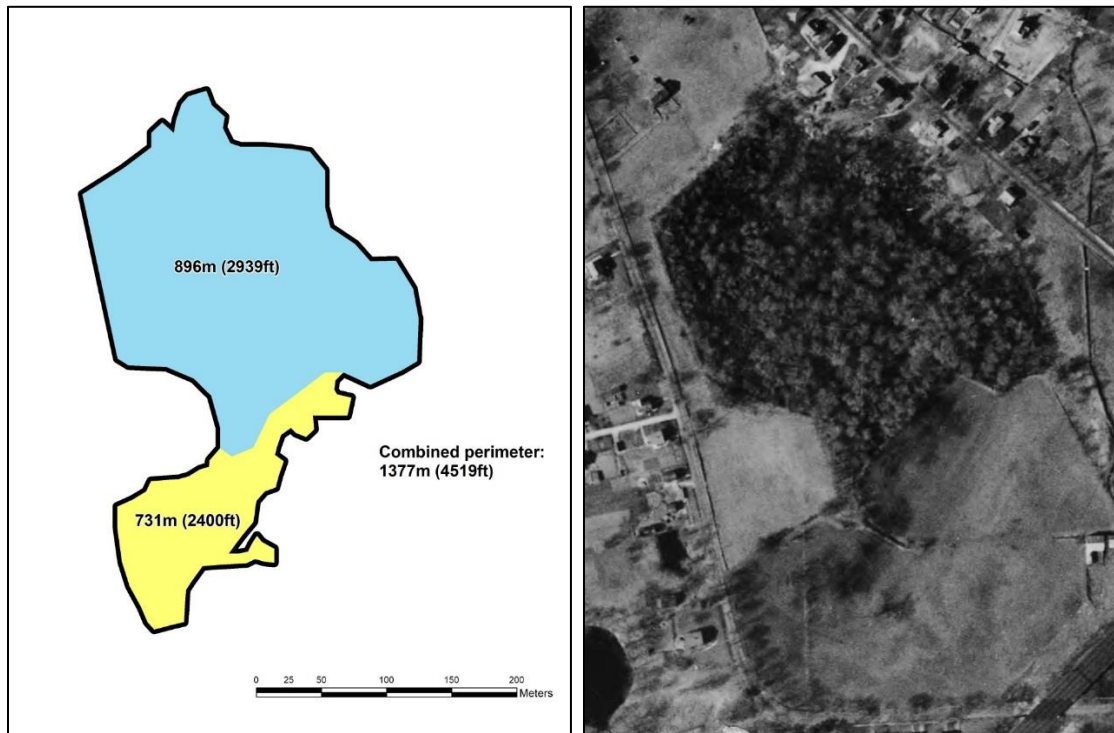 896m (2939ft)
Combined perimeter:
1377m (4519ft)
731m (2400ft)
0 25 50 100 150 200
Meters